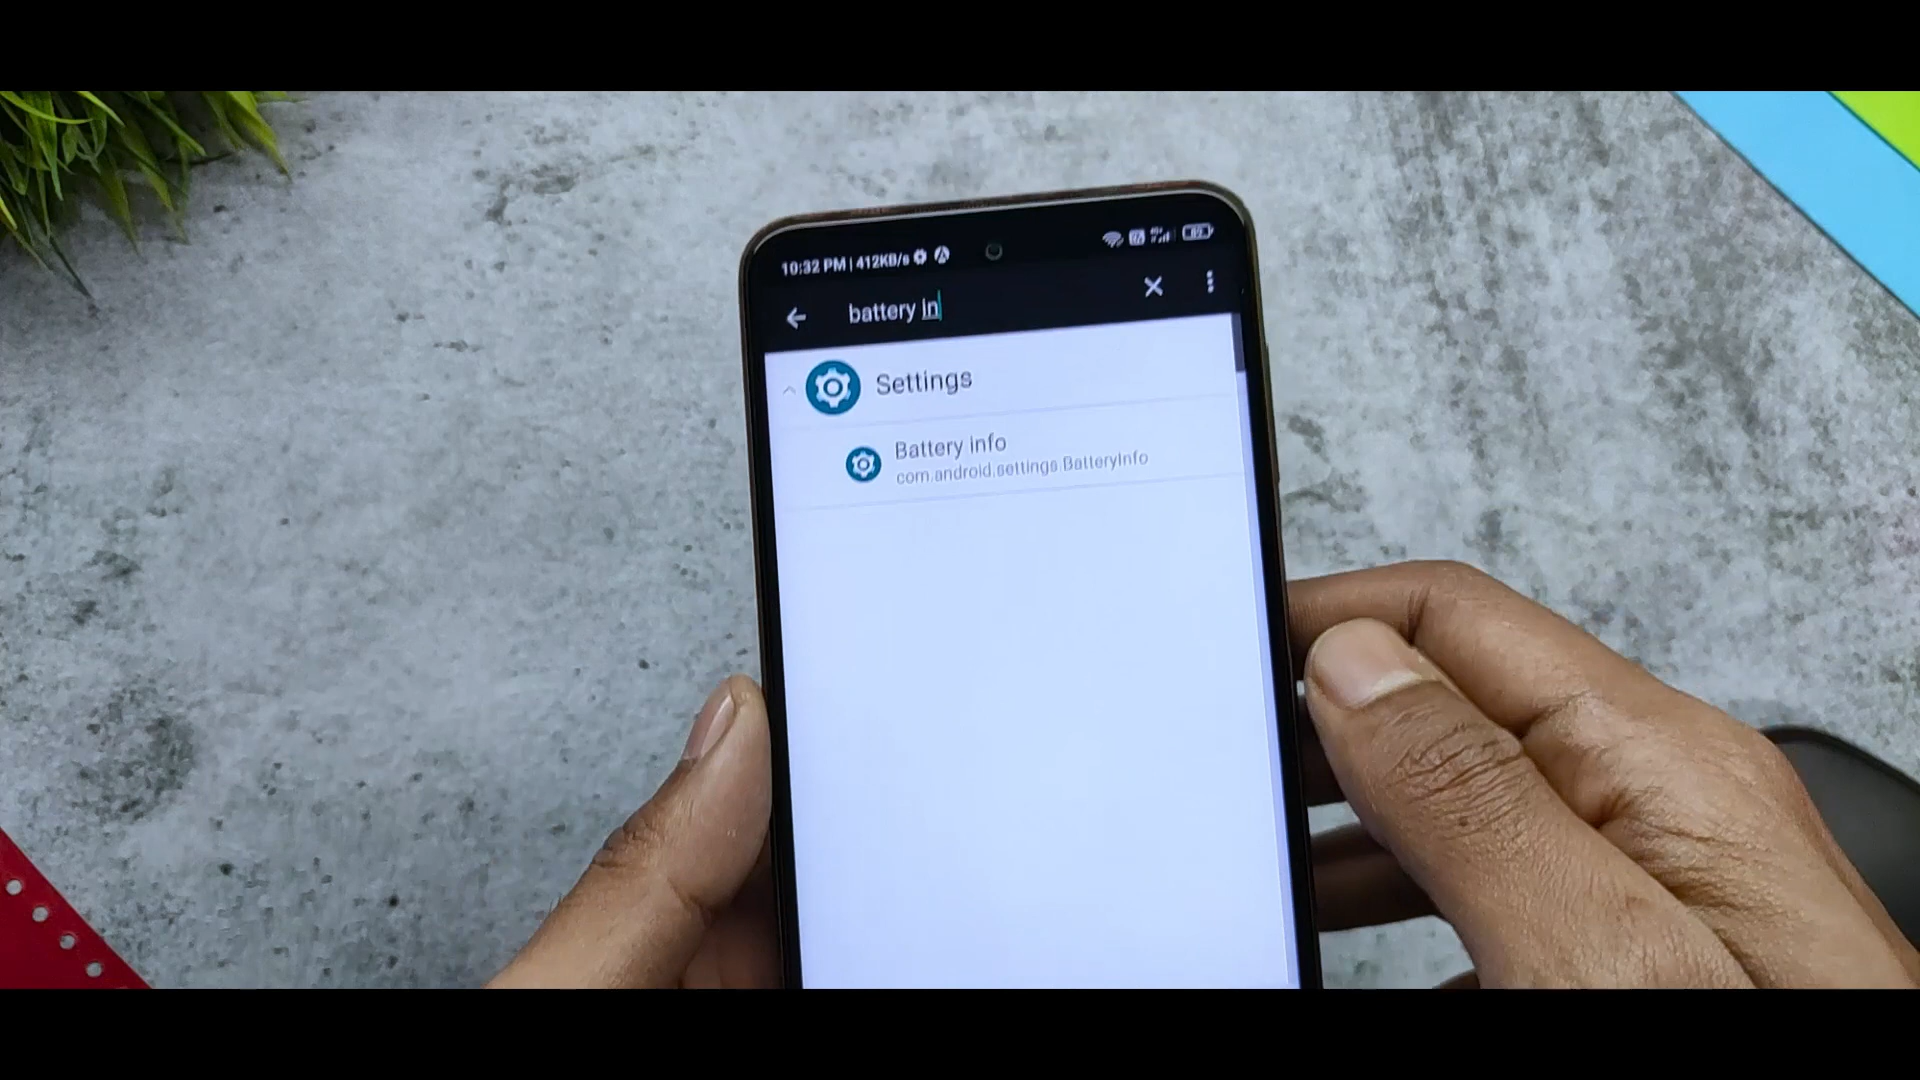 10:32 PM | 412KB/s
battery in
Settings
Battery info
com.android.settings.BatteryInfo